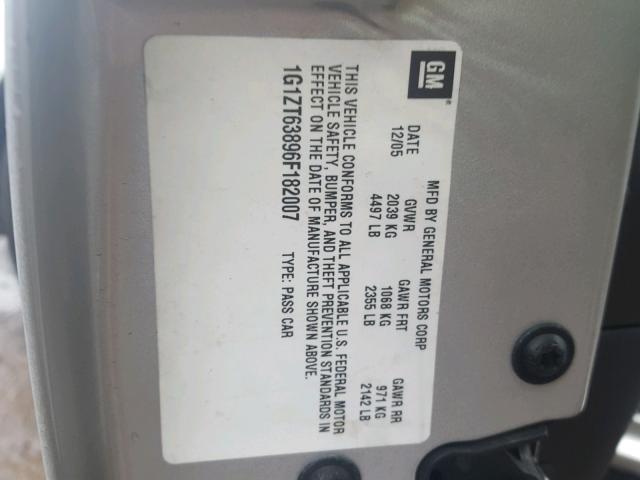 GM®
MFD BY GENERAL MOTORS CORP
DATE GVWR GAWR FRT GAWR RR
12/05 2039 KG 1068 KG 971 KG
4497 LB 2355 LB 2142 LB
THIS VEHICLE CONFORMS TO ALL APPLICABLE U.S. FEDERAL MOTOR
VEHICLE SAFETY, BUMPER, AND THEFT PREVENTION STANDARDS IN
EFFECT ON THE DATE OF MANUFACTURE SHOWN ABOVE.
1G1ZT63896F182007 TYPE: PASS CAR